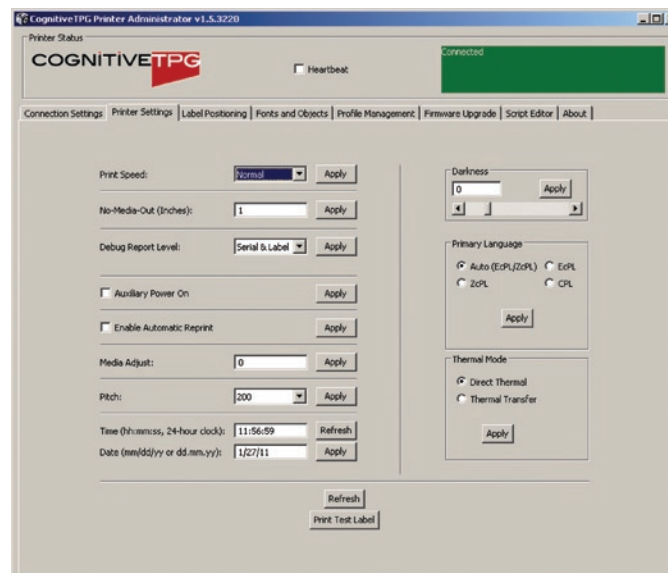 CognitiveTPG Printer Administrator v1.5.3220
Printer Status
COGNITIVETPG
Heartbeat
Connected
Connection Settings Printer Settings Label Positioning Fonts and Objects Profile Management Firmware Upgrade Script Editor About
Print Speed: Normal Apply
No-Media-Out (Inches): 1 Apply
Debug Report Level: Serial & Label Apply
Auxiliary Power On Apply
Enable Automatic Reprint Apply
Media Adjust: 0 Apply
Pitch: 200 Apply
Time (hh:mm:ss, 24-hour clock): 11:56:59 Refresh
Date (mm/dd/yy or dd.mm.yy): 1/27/11 Apply
Darkness
0 Apply
Primary Language
Auto (EcPL/ZcPL) EcPL
ZcPL CPL
Apply
Thermal Mode
Direct Thermal
Thermal Transfer
Apply
Refresh
Print Test Label